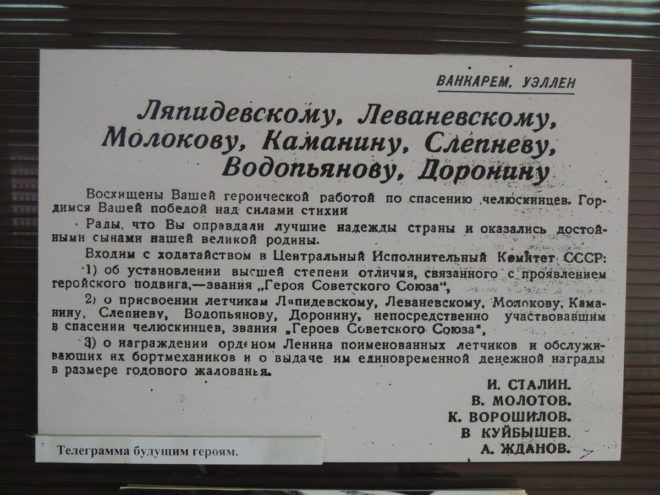 ВАНКАРЕМ, УЭЛЛЕН
Ляпидевскому, Леваневскому,
Молокову, Каманину, Слепневу,
Водопьянову, Доронину
Восхищены Вашей героической работой по спасению челюскинцев. Гор-
димся Вашей победой над силами стихии
Рады, что Вы оправдали лучшие надежды страны и оказались достой-
ными сынами нашей великой родины.
Входим с ходатайством в Центральный Исполнительный Комитет СССР:
1) об установлении высшей степени отличия, связанного с проявлением
геройского подвига,—звания „Героя Советского Союза",
2) о присвоении летчикам Ляпидевскому, Леваневскому, Молокову, Кама-
нину, Слепневу, Водопьянову, Доронину, непосредственно участвовавшим
в спасении челюскинцев, звания „Героев Советского Союза",
3) о награждении орденом Ленина поименованных летчиков и обслужи-
вающих их бортмехаников и о выдаче им единовременной денежной награды
в размере годового жалованья.
И. СТАЛИН.
В. МОЛОТОВ.
К. ВОРОШИЛОВ.
В КУЙБЫШЕВ.
А. ЖДАНОВ.
Телеграмма будущим героям.